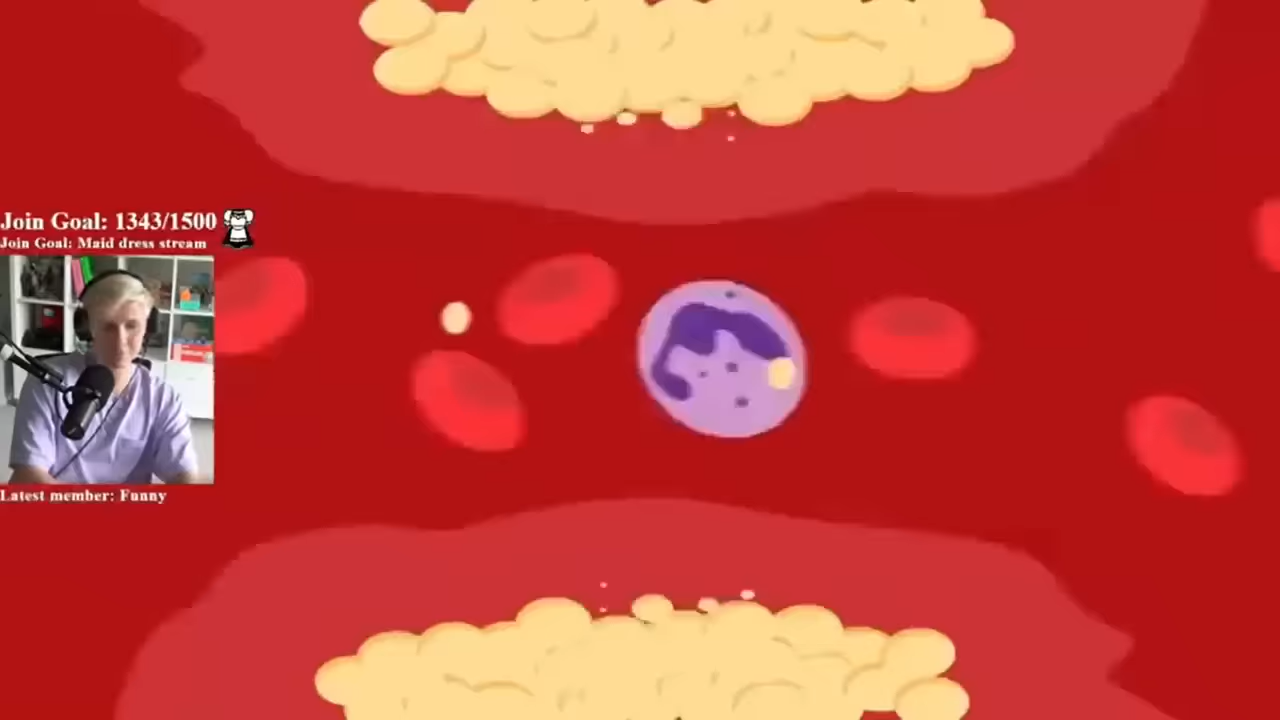 Join Goal: 1343/1500
Join Goal: Maid dress stream
Latest member: Funny